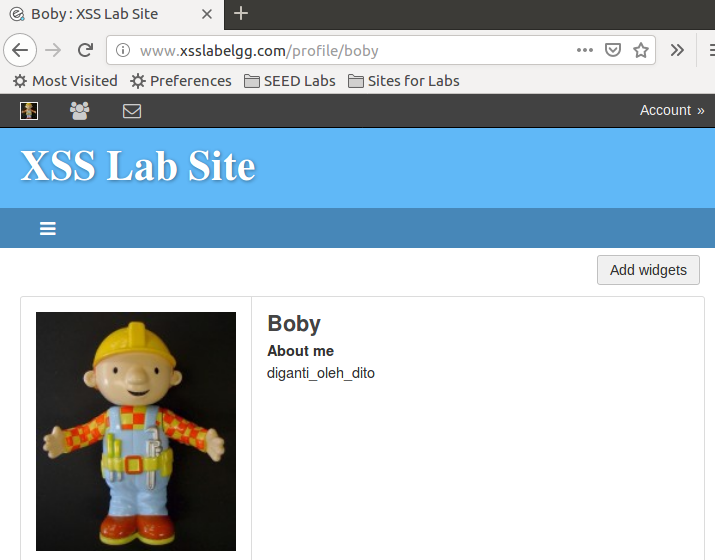 Boby : XSS Lab Site
www.xsslabelgg.com/profile/boby
Most Visited Preferences SEED Labs Sites for Labs
Account »
XSS Lab Site
Add widgets
Boby
About me
diganti_oleh_dito